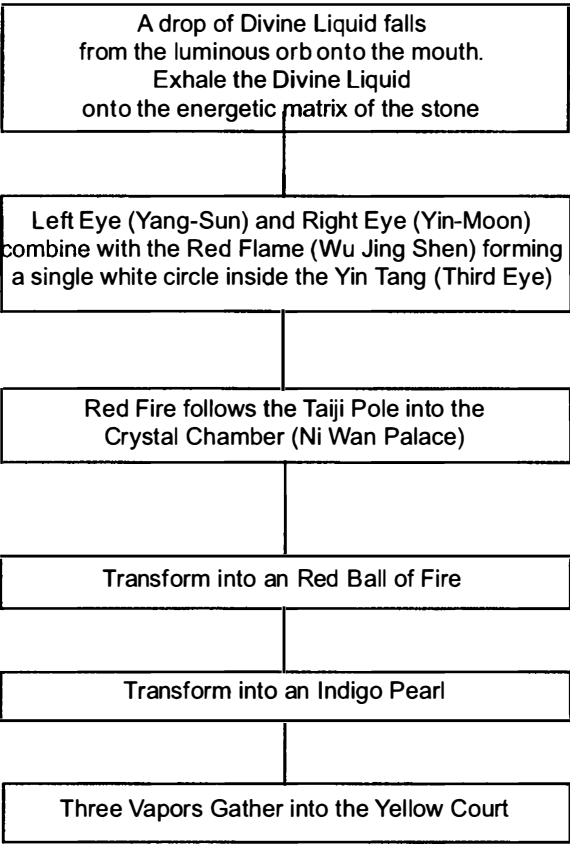 A drop of Divine Liquid falls
from the luminous orb onto the mouth.
Exhale the Divine Liquid
onto the energetic matrix of the stone
Left Eye (Yang-Sun) and Right Eye (Yin-Moon)
combine with the Red Flame (Wu Jing Shen) forming
a single white circle inside the Yin Tang (Third Eye)
Red Fire follows the Taiji Pole into the
Crystal Chamber (Ni Wan Palace)
Transform into an Red Ball of Fire
Transform into an Indigo Pearl
Three Vapors Gather into the Yellow Court